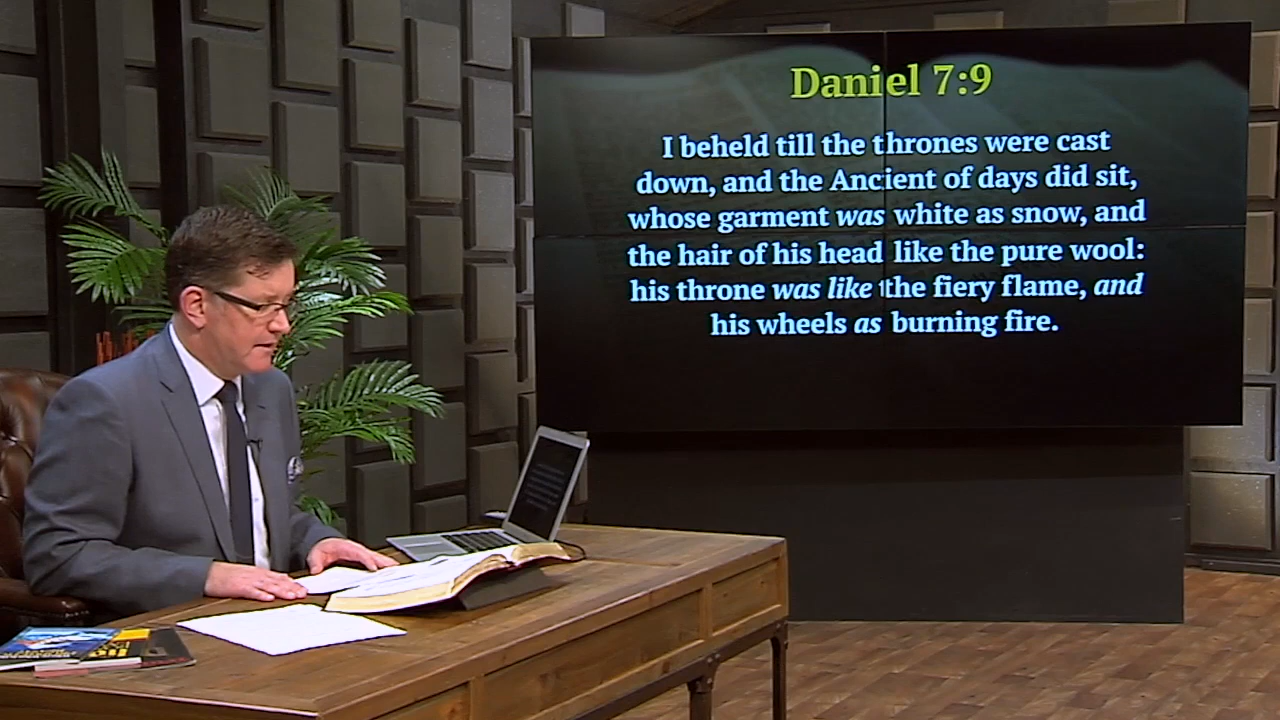 Daniel 7:9
I beheld till the thrones were cast
down, and the Ancient of days did sit,
whose garment was white as snow, and
the hair of his head like the pure wool:
his throne was like the fiery flame, and
his wheels as burning fire.